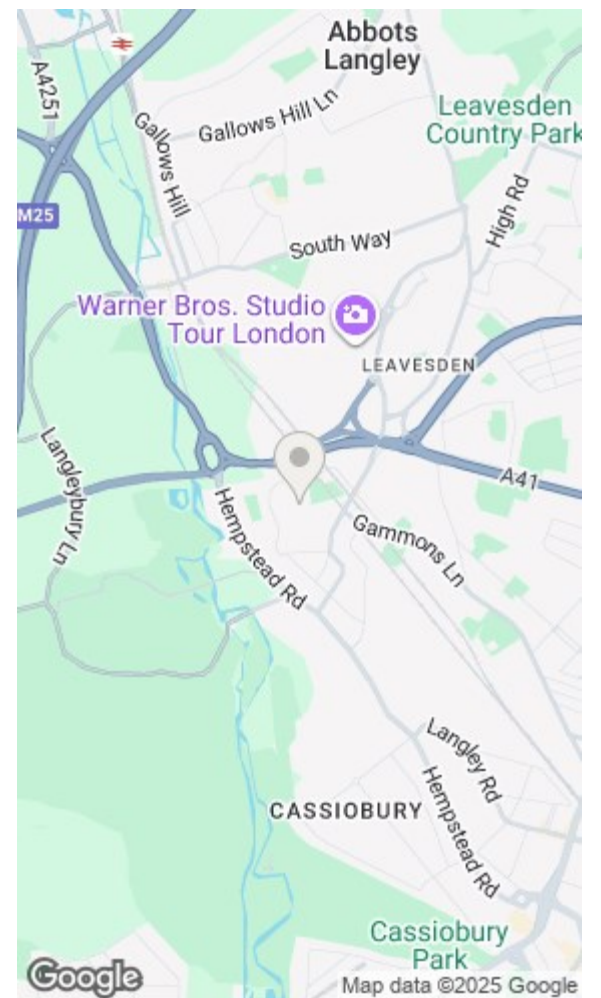 Abbots
Langley
A4251
Gallows Hill Ln
Leavesden
Country Park
Gallows Hill
M25
High Rd
South Way
Warner Bros. Studio
Tour London
LEAVESDEN
Langleybury Ln
A41
Hempstead Rd
Gammons Ln
Langley Rd
CASSIOBURY
Hempstead Rd
Cassiobury
Park
Google
Map data ©2025 Google